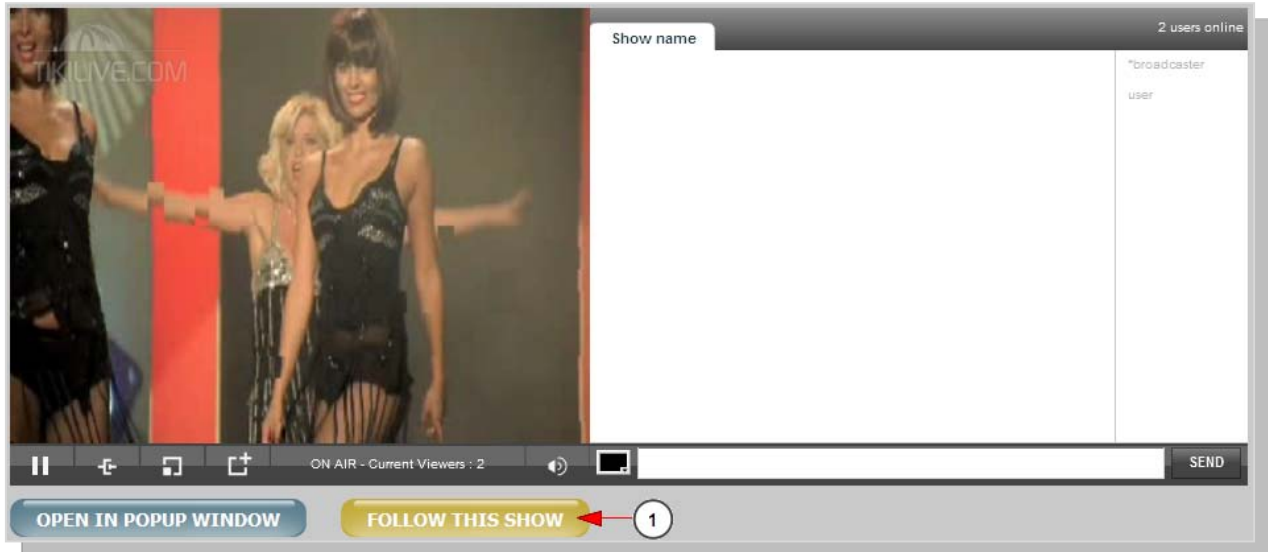 TIKILIVE.COM
Show name
2 users online
*broadcaster
user
ON AIR - Current Viewers : 2
SEND
OPEN IN POPUP WINDOW
FOLLOW THIS SHOW
1